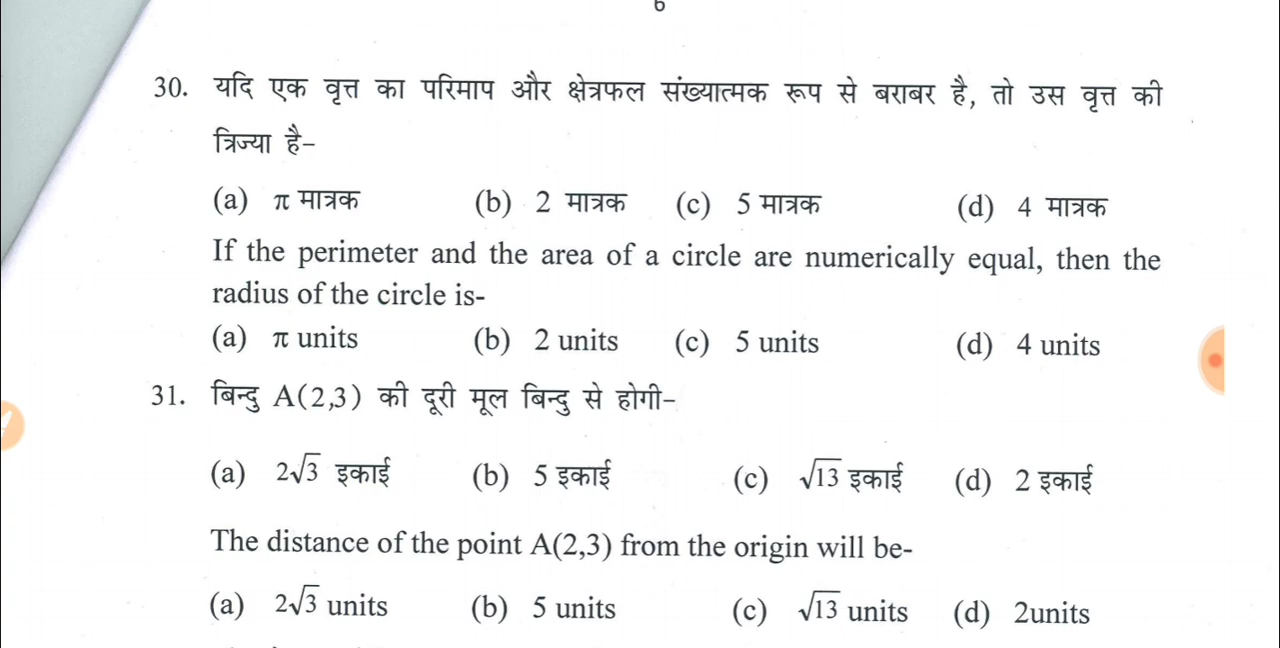 6
30. यदि एक वृत्त का परिमाप और क्षेत्रफल संख्यात्मक रूप से बराबर है, तो उस वृत्त की
त्रिज्या है-
(a) π मात्रक (b) 2 मात्रक (c) 5 मात्रक (d) 4 मात्रक
If the perimeter and the area of a circle are numerically equal, then the
radius of the circle is-
(a) π units (b) 2 units (c) 5 units (d) 4 units
31. बिन्दु A(2,3) की दूरी मूल बिन्दु से होगी-
(a) 2√3 इकाई (b) 5 इकाई (c) √13 इकाई (d) 2 इकाई
The distance of the point A(2,3) from the origin will be-
(a) 2√3 units (b) 5 units (c) √13 units (d) 2units